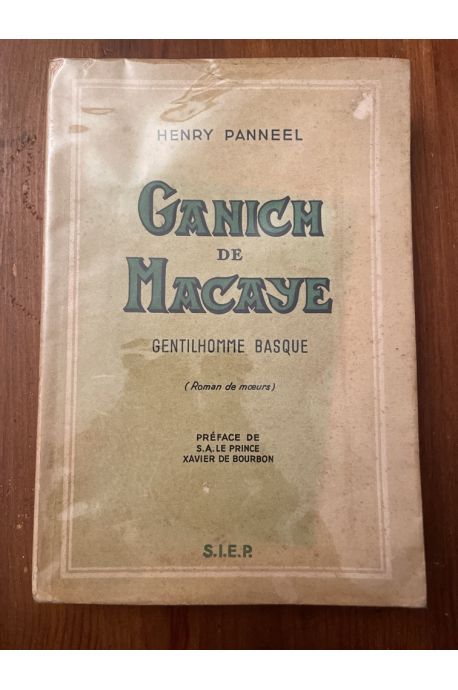 HENRY PANNEEL
GANICH
DE
MACAYE
GENTILHOMME BASQUE
(Roman de mœurs)
PRÉFACE DE
S.A. LE PRINCE
XAVIER DE BOURBON
S.I.E.P.